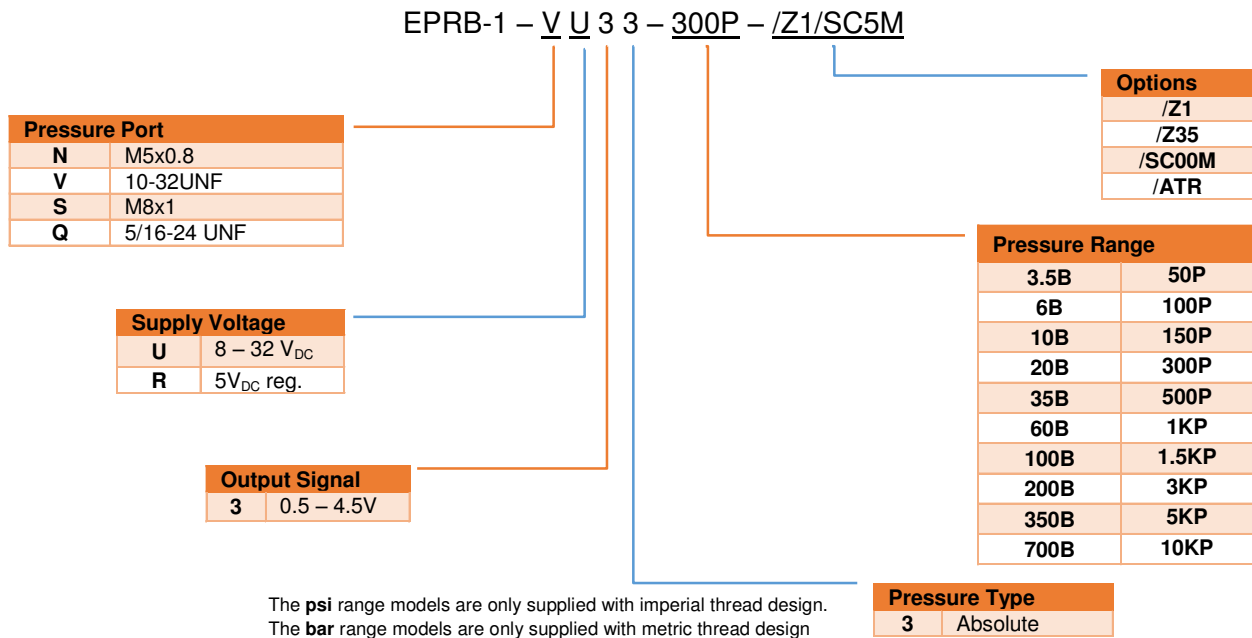 EPRB-1 – V U 3 3 – 300P – /Z1/SC5M
Options
/Z1
/Z35
/SC00M
/ATR
Pressure Port
N M5x0.8
V 10-32UNF
S M8x1
Q 5/16-24 UNF
Pressure Range
3.5B 50P
6B 100P
10B 150P
20B 300P
35B 500P
60B 1KP
100B 1.5KP
200B 3KP
350B 5KP
700B 10KP
Supply Voltage
U 8 – 32 VDC
R 5VDC reg.
Output Signal
3 0.5 – 4.5V
Pressure Type
3 Absolute
The psi range models are only supplied with imperial thread design.
The bar range models are only supplied with metric thread design